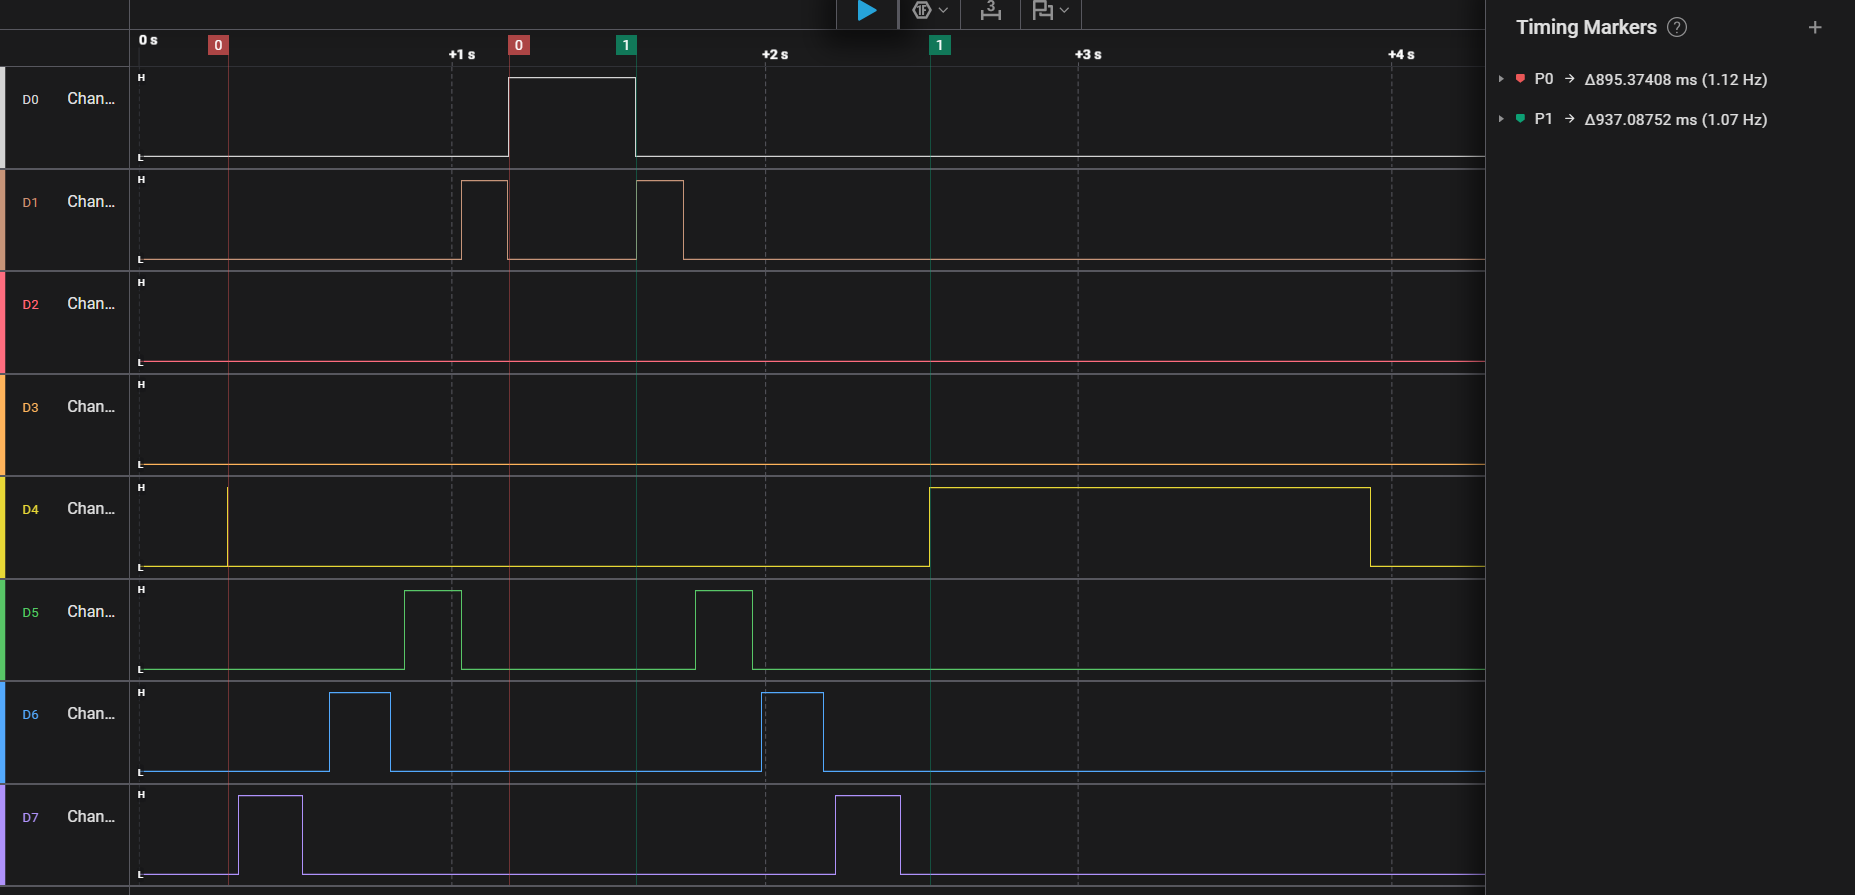 3
Timing Markers ?
0 s
0
+1 s
0
1
+2 s
1
+3 s
+4 s
P0 → Δ895.37408 ms (1.12 Hz)
P1 → Δ937.08752 ms (1.07 Hz)
D0 Chan...
H
L
D1 Chan...
H
L
D2 Chan...
H
L
D3 Chan...
H
L
D4 Chan...
H
L
D5 Chan...
H
L
D6 Chan...
H
L
D7 Chan...
H
L